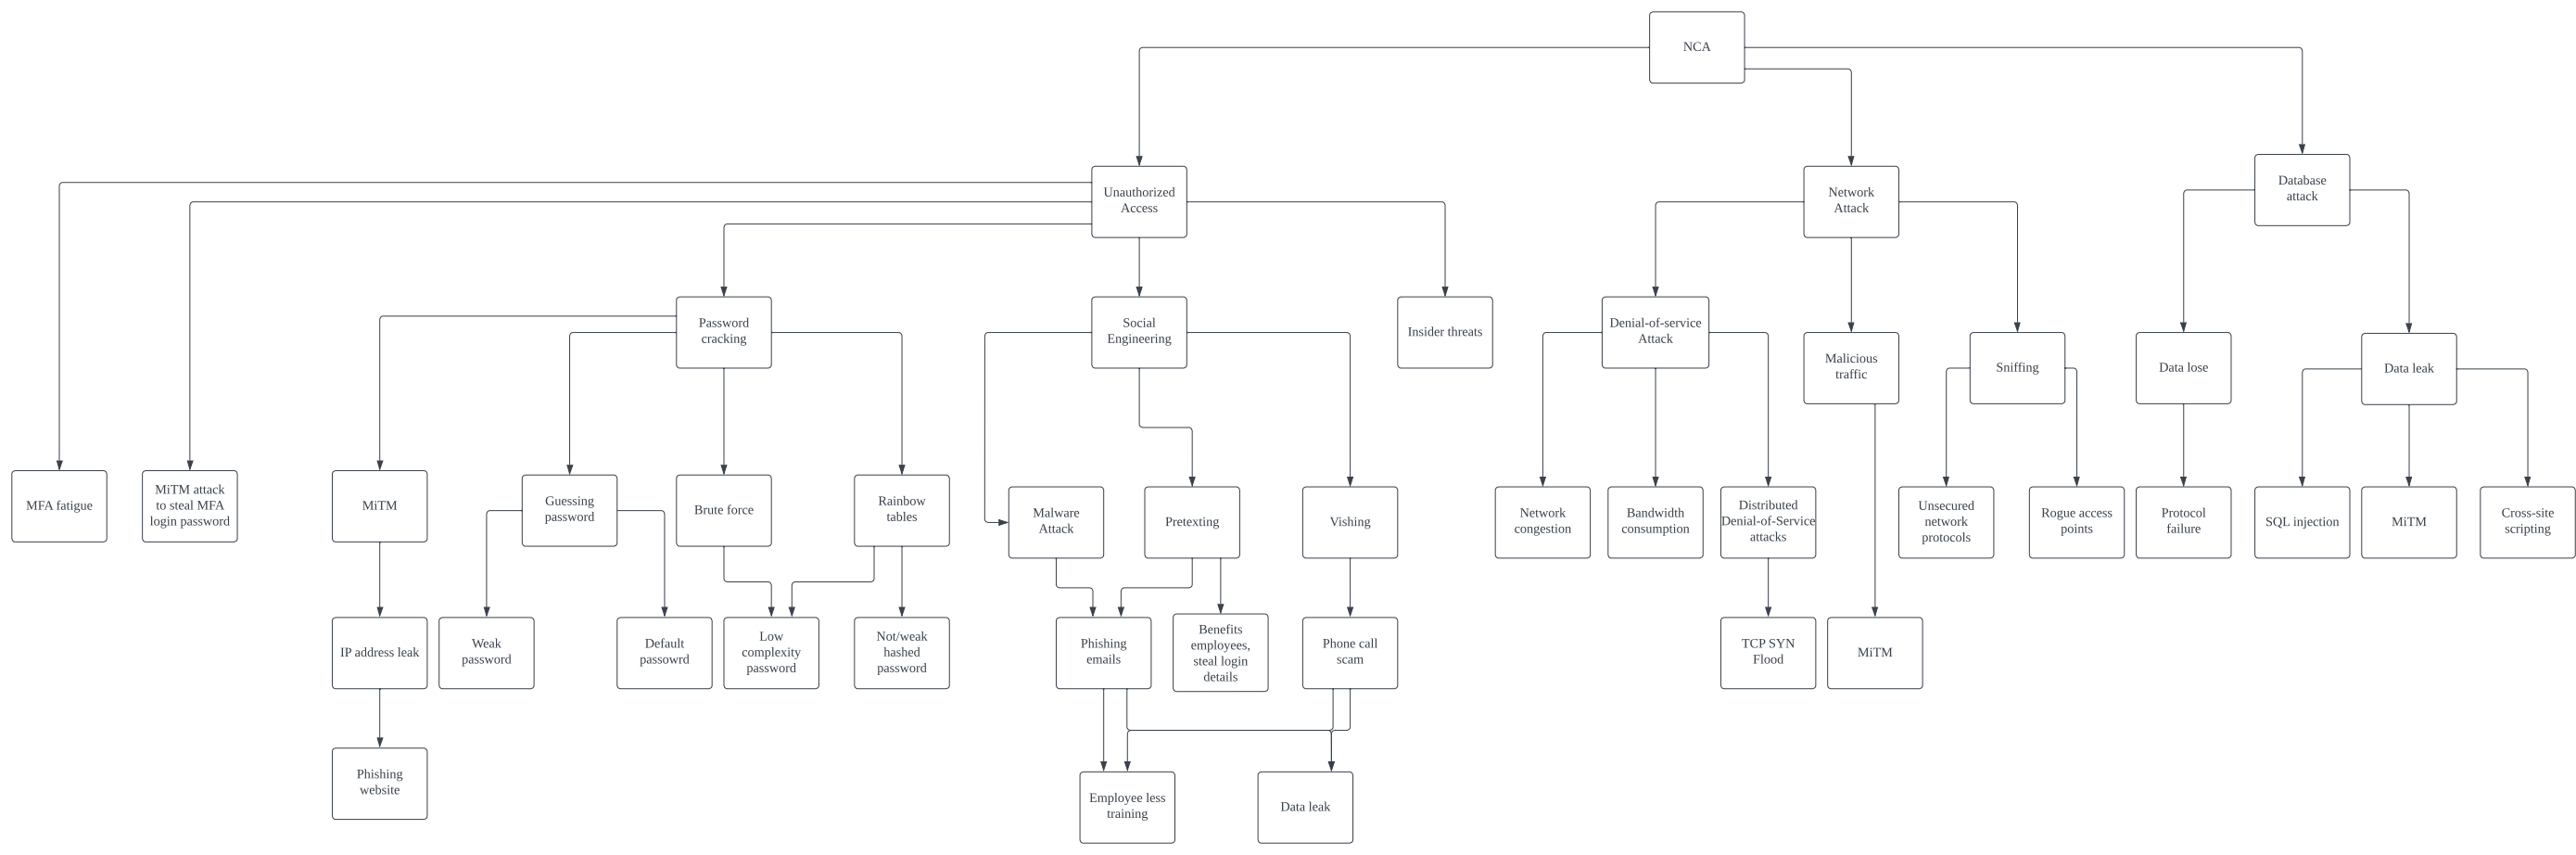 NCA
Unauthorized
Access
Network
Attack
Database
attack
Password
cracking
Social
Engineering
Insider threats
Denial-of-service
Attack
Malicious
traffic
Sniffing
Data lose
Data leak
MFA fatigue
MiTM attack
to steal MFA
login password
MiTM
Guessing
password
Brute force
Rainbow
tables
Malware
Attack
Pretexting
Vishing
Network
congestion
Bandwidth
consumption
Distributed
Denial-of-Service
attacks
Unsecured
network
protocols
Rogue access
points
Protocol
failure
SQL injection
MiTM
Cross-site
scripting
IP address leak
Weak
password
Default
passowrd
Low
complexity
password
Not/weak
hashed
password
Phishing
emails
Benefits
employees,
steal login
details
Phone call
scam
TCP SYN
Flood
MiTM
Phishing
website
Employee less
training
Data leak